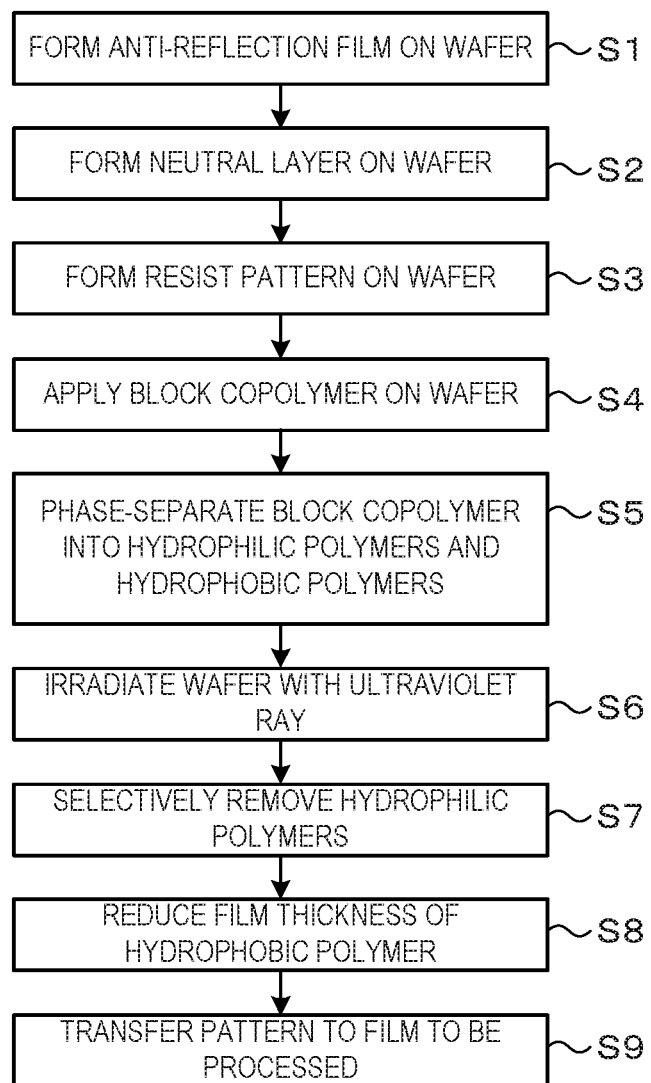 FORM ANTI-REFLECTION FILM ON WAFER S1
FORM NEUTRAL LAYER ON WAFER S2
FORM RESIST PATTERN ON WAFER S3
APPLY BLOCK COPOLYMER ON WAFER S4
PHASE-SEPARATE BLOCK COPOLYMER S5
INTO HYDROPHILIC POLYMERS AND
HYDROPHOBIC POLYMERS
IRRADIATE WAFER WITH ULTRAVIOLET S6
RAY
SELECTIVELY REMOVE HYDROPHILIC S7
POLYMERS
REDUCE FILM THICKNESS OF S8
HYDROPHOBIC POLYMER
TRANSFER PATTERN TO FILM TO BE S9
PROCESSED